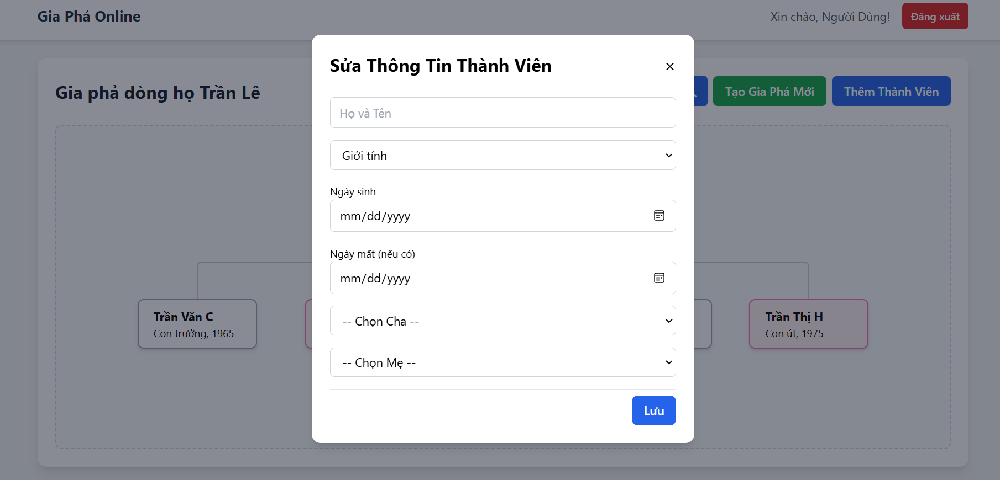 Gia Phả Online
Xin chào, Người Dùng!
Đăng xuất
Gia phả dòng họ Trần Lê
Tạo Gia Phả Mới
Thêm Thành Viên
Sửa Thông Tin Thành Viên
Họ và Tên
Giới tính
Ngày sinh
mm/dd/yyyy
Ngày mất (nếu có)
mm/dd/yyyy
-- Chọn Cha --
-- Chọn Mẹ --
Lưu
Trần Văn C
Con trưởng, 1965
Trần Thị H
Con út, 1975